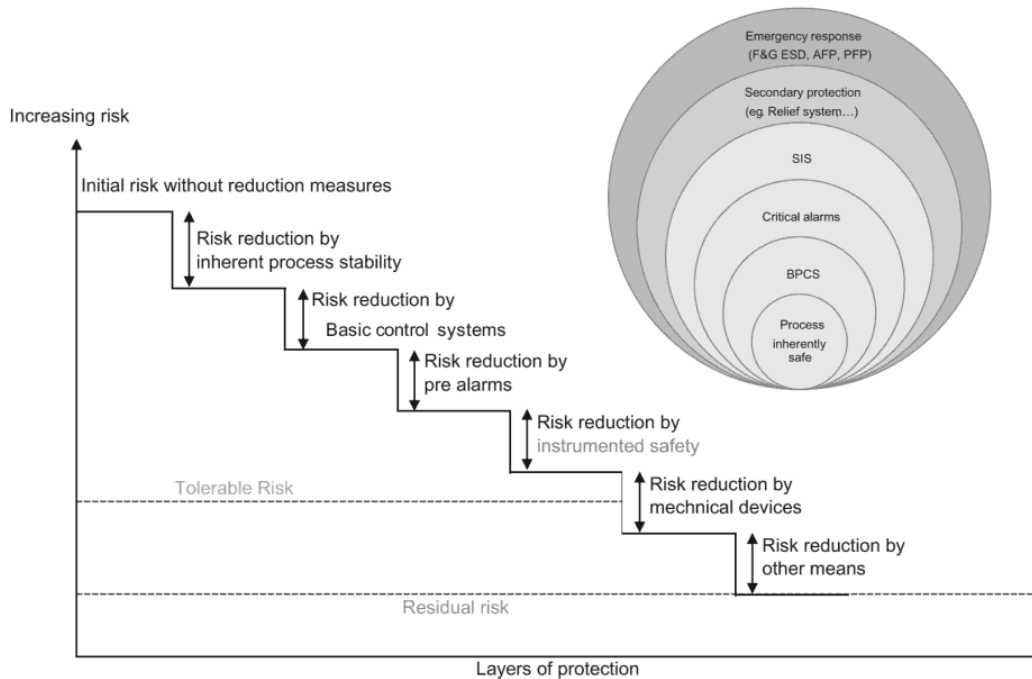 Emergency response
(F&G ESD, AFP, PFP)
Secondary protection
(eg. Relief system...)
SIS
Critical alarms
BPCS
Process
inherently
safe
Increasing risk
Initial risk without reduction measures
Risk reduction by
inherent process stability
Risk reduction by
Basic control systems
Risk reduction by
pre alarms
Risk reduction by
instrumented safety
Risk reduction by
mechnical devices
Risk reduction by
other means
Tolerable Risk
Residual risk
Layers of protection